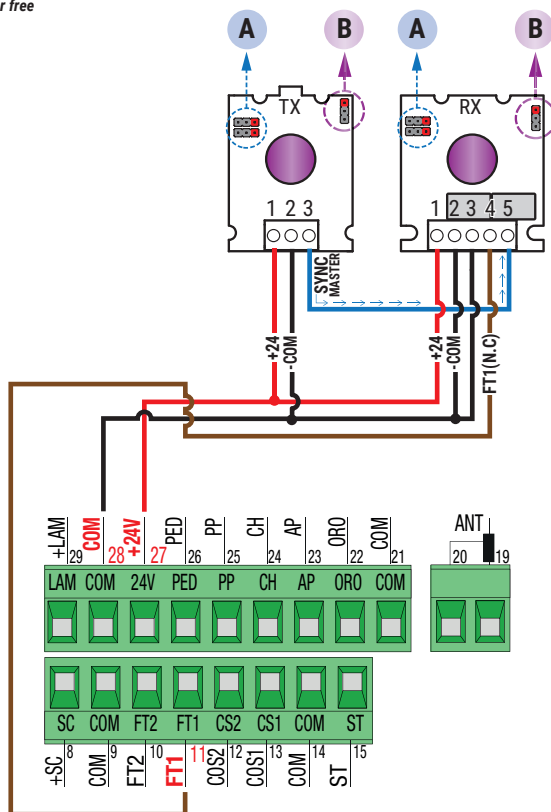 r free
A B A B
TX RX
1 2 3 1 2 3 4 5
SYNC
MASTER
+24 -COM +24 -COM FT1(N.C)
+LAM COM +24V PED PP CH AP ORO COM ANT
29 28 27 26 25 24 23 22 21 20 19
LAM COM 24V PED PP CH AP ORO COM
SC COM FT2 FT1 CS2 CS1 COM ST
8 9 10 11 12 13 14 15
+SC COM FT2 FT1 COS2 COS1 COM ST